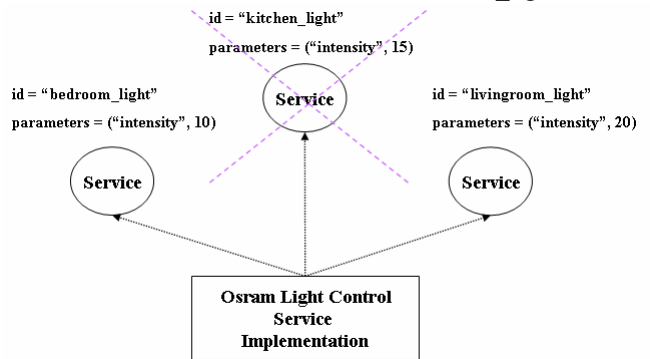 id = “kitchen_light”
parameters = (“intensity”, 15)
Service
id = “bedroom_light”
parameters = (“intensity”, 10)
Service
id = “livingroom_light”
parameters = (“intensity”, 20)
Service
Osram Light Control
Service
Implementation